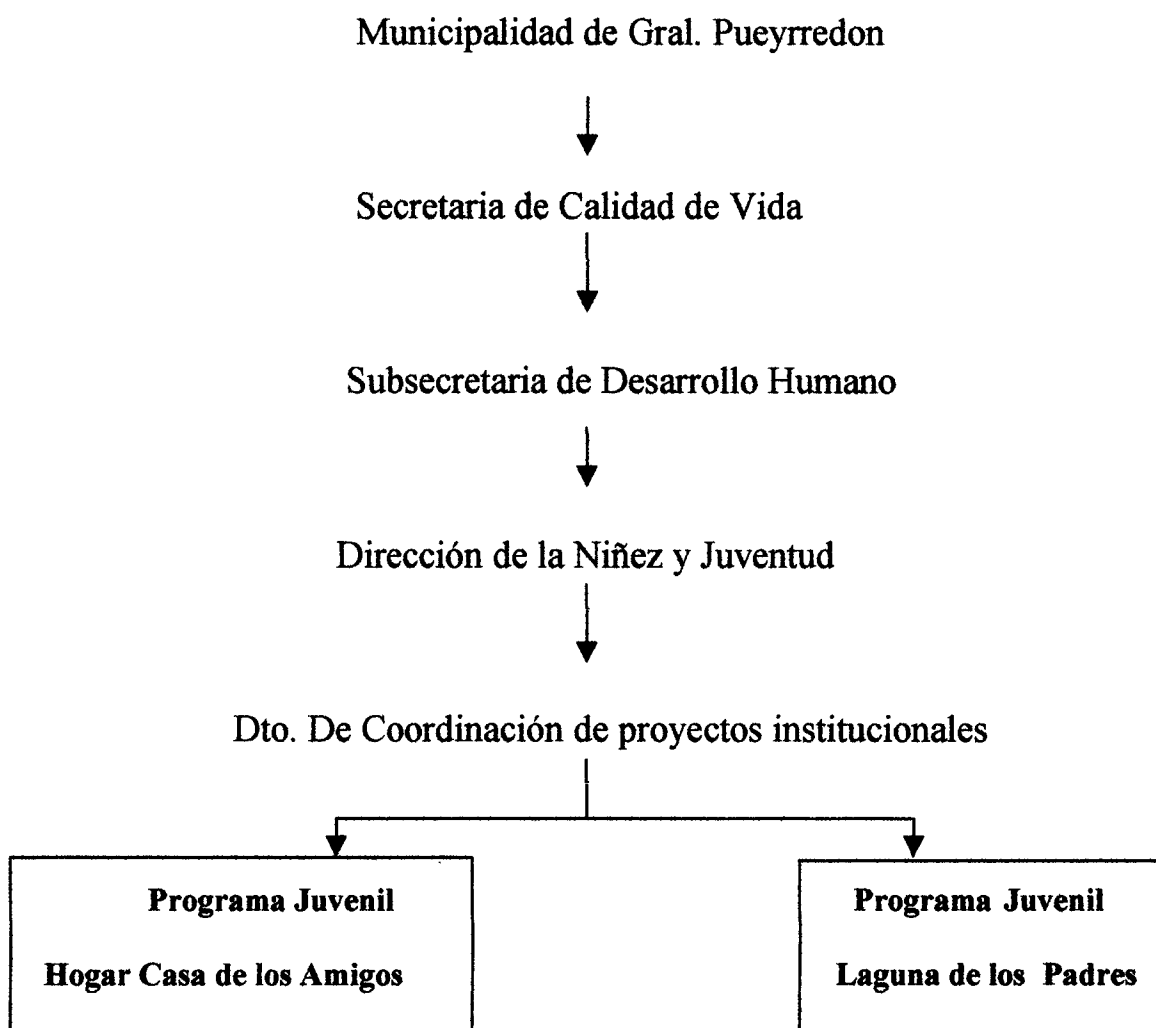 Municipalidad de Gral. Pueyrredon
Secretaria de Calidad de Vida
Subsecretaria de Desarrollo Humano
Dirección de la Niñez y Juventud
Dto. De Coordinación de proyectos institucionales
Programa Juvenil
Hogar Casa de los Amigos
Programa Juvenil
Laguna de los Padres